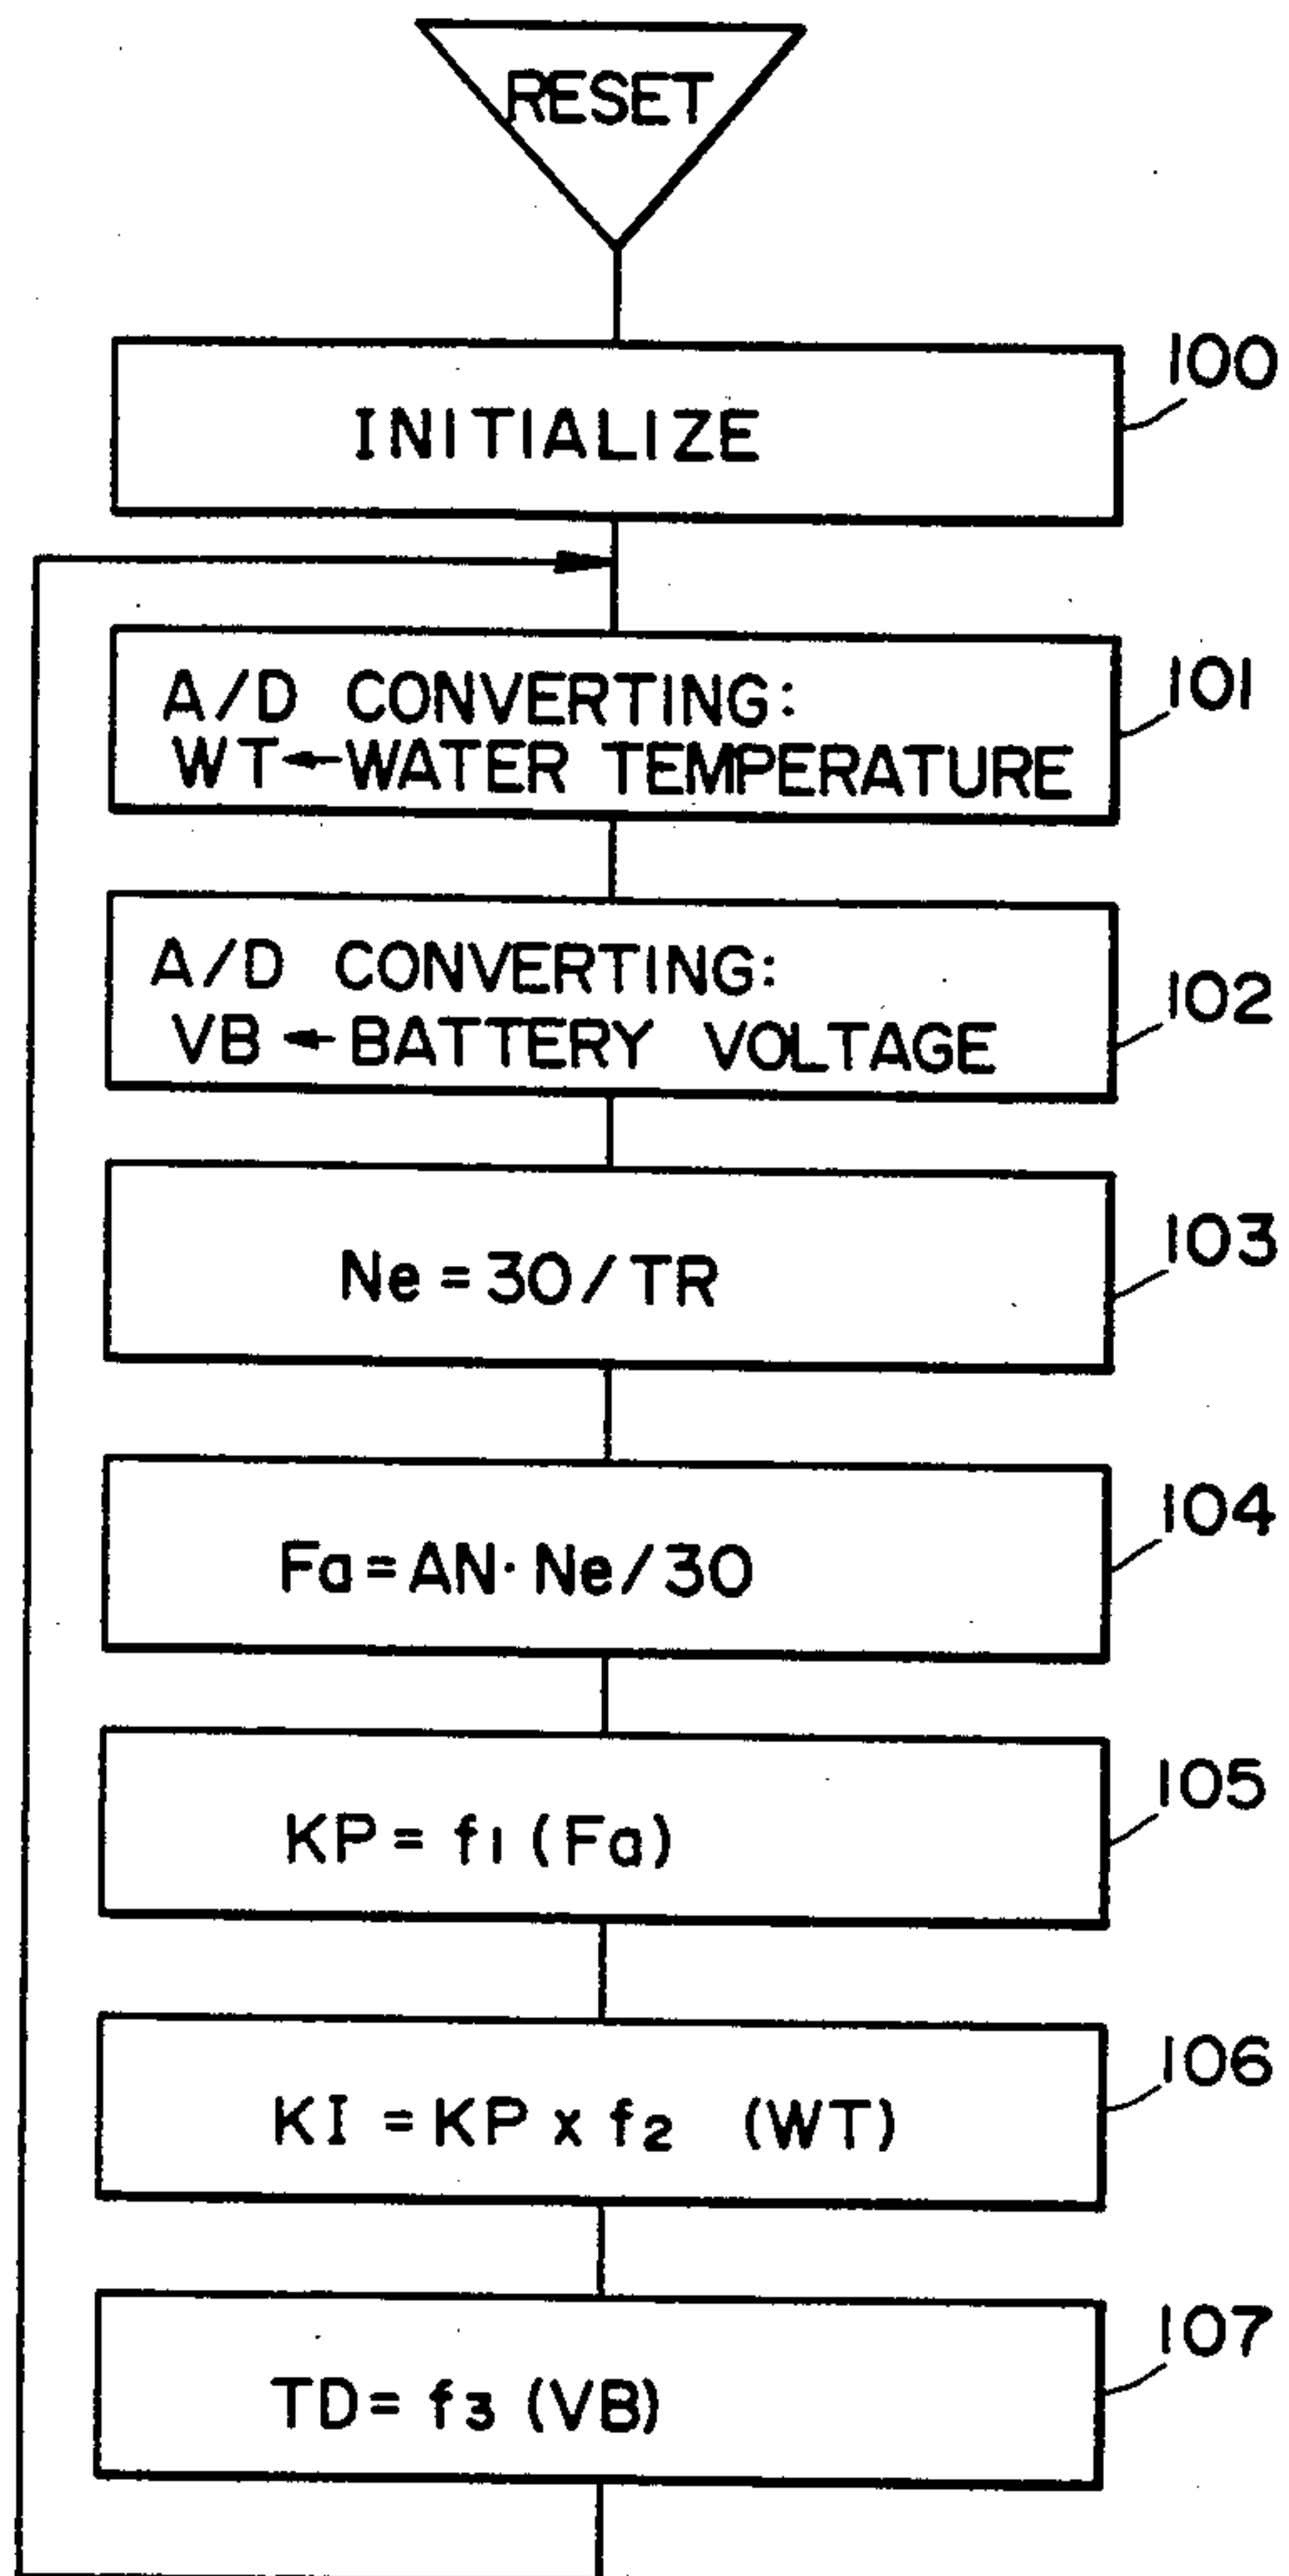 RESET
INITIALIZE
100
A/D CONVERTING:
WT←WATER TEMPERATURE
101
A/D CONVERTING:
VB←BATTERY VOLTAGE
102
Ne=30/TR
103
Fa=AN·Ne/30
104
KP=f1(Fa)
105
KI=KP x f2 (WT)
106
TD=f3(VB)
107